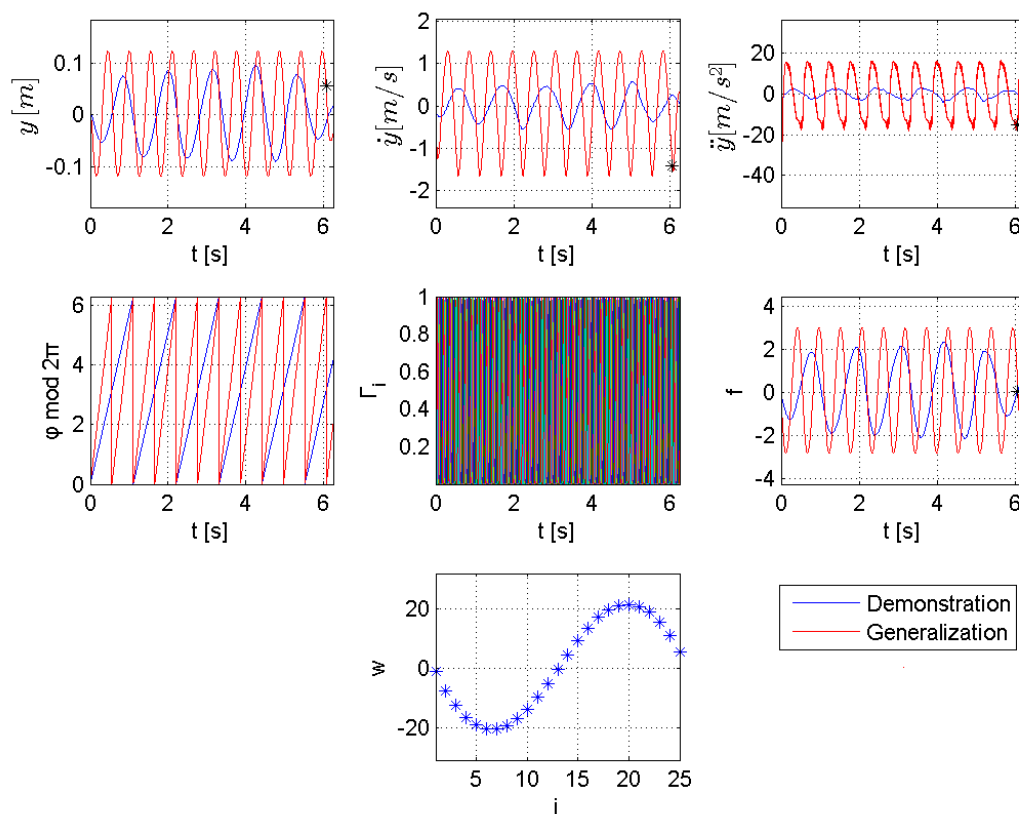 0.1
0
-0.1
y [m]
0 2 4 6
t [s]
2
1
0
-1
-2
ẏ[m/s]
0 2 4 6
t [s]
20
0
-20
-40
ÿ[m/s²]
0 2 4 6
t [s]
6
4
2
0
φ mod 2π
0 2 4 6
t [s]
1
0.8
0.6
0.4
0.2
Γi
0 2 4 6
t [s]
4
2
0
-2
-4
f
0 2 4 6
t [s]
20
0
-20
w
5 10 15 20 25
i
Demonstration
Generalization